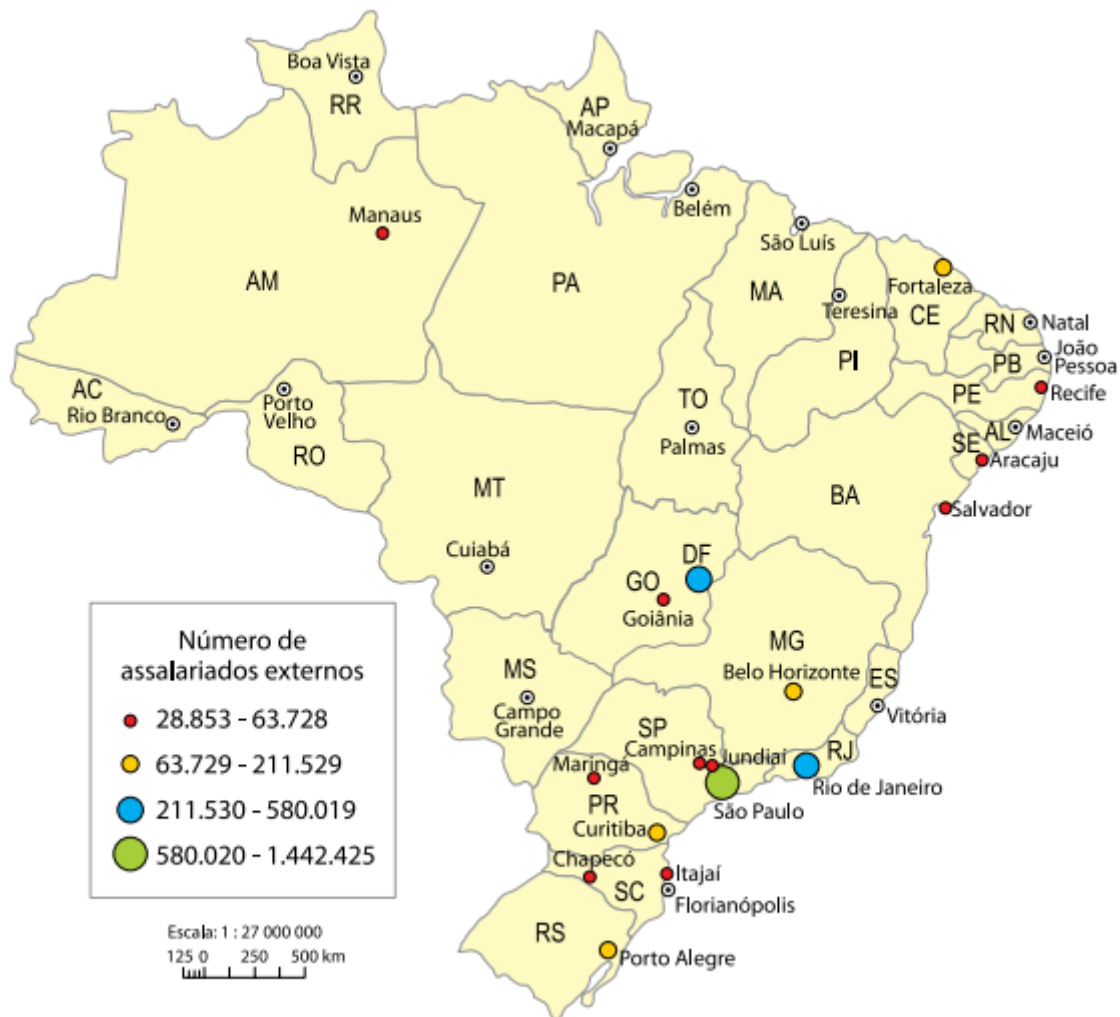 Boa Vista
RR
AP
Macapá
Belém
Manaus
São Luís
AM
PA
MA
Fortaleza
Teresina
CE
RN
Natal
João
Pessoa
PB
PI
AC
Rio Branco
Porto
Velho
RO
TO
Palmas
PE
Recife
AL
Maceió
SE
Aracaju
MT
BA
Salvador
Cuiabá
DF
GO
Goiânia
MG
Belo Horizonte
ES
Vitória
MS
Campo
Grande
SP
Campinas
Jundiaí
RJ
Rio de Janeiro
Maringá
São Paulo
PR
Curitiba
Chapecó
Itajaí
SC
Florianópolis
RS
Porto Alegre
Número de
assalariados externos
28.853 - 63.728
63.729 - 211.529
211.530 - 580.019
580.020 - 1.442.425
Escala: 1 : 27 000 000
125 0 250 500 km